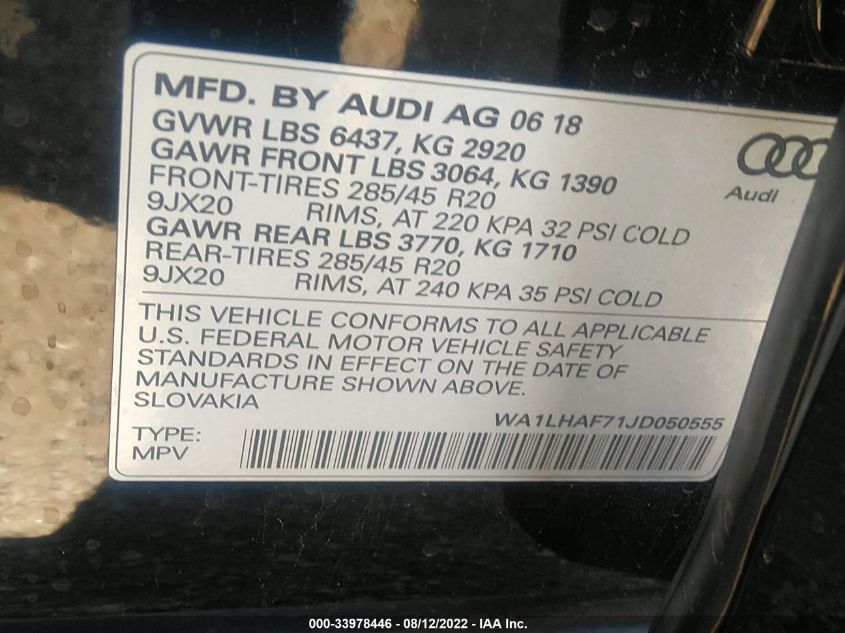 MFD. BY AUDI AG 06 18
GVWR LBS 6437, KG 2920
GAWR FRONT LBS 3064, KG 1390
FRONT-TIRES 285/45 R20
9JX20 RIMS, AT 220 KPA 32 PSI COLD
GAWR REAR LBS 3770, KG 1710
REAR-TIRES 285/45 R20
9JX20 RIMS, AT 240 KPA 35 PSI COLD
Audi
THIS VEHICLE CONFORMS TO ALL APPLICABLE
U.S. FEDERAL MOTOR VEHICLE SAFETY
STANDARDS IN EFFECT ON THE DATE OF
MANUFACTURE SHOWN ABOVE.
SLOVAKIA
WA1LHAF71JD050555
TYPE:
MPV
000-33978446 - 08/12/2022 - IAA Inc.